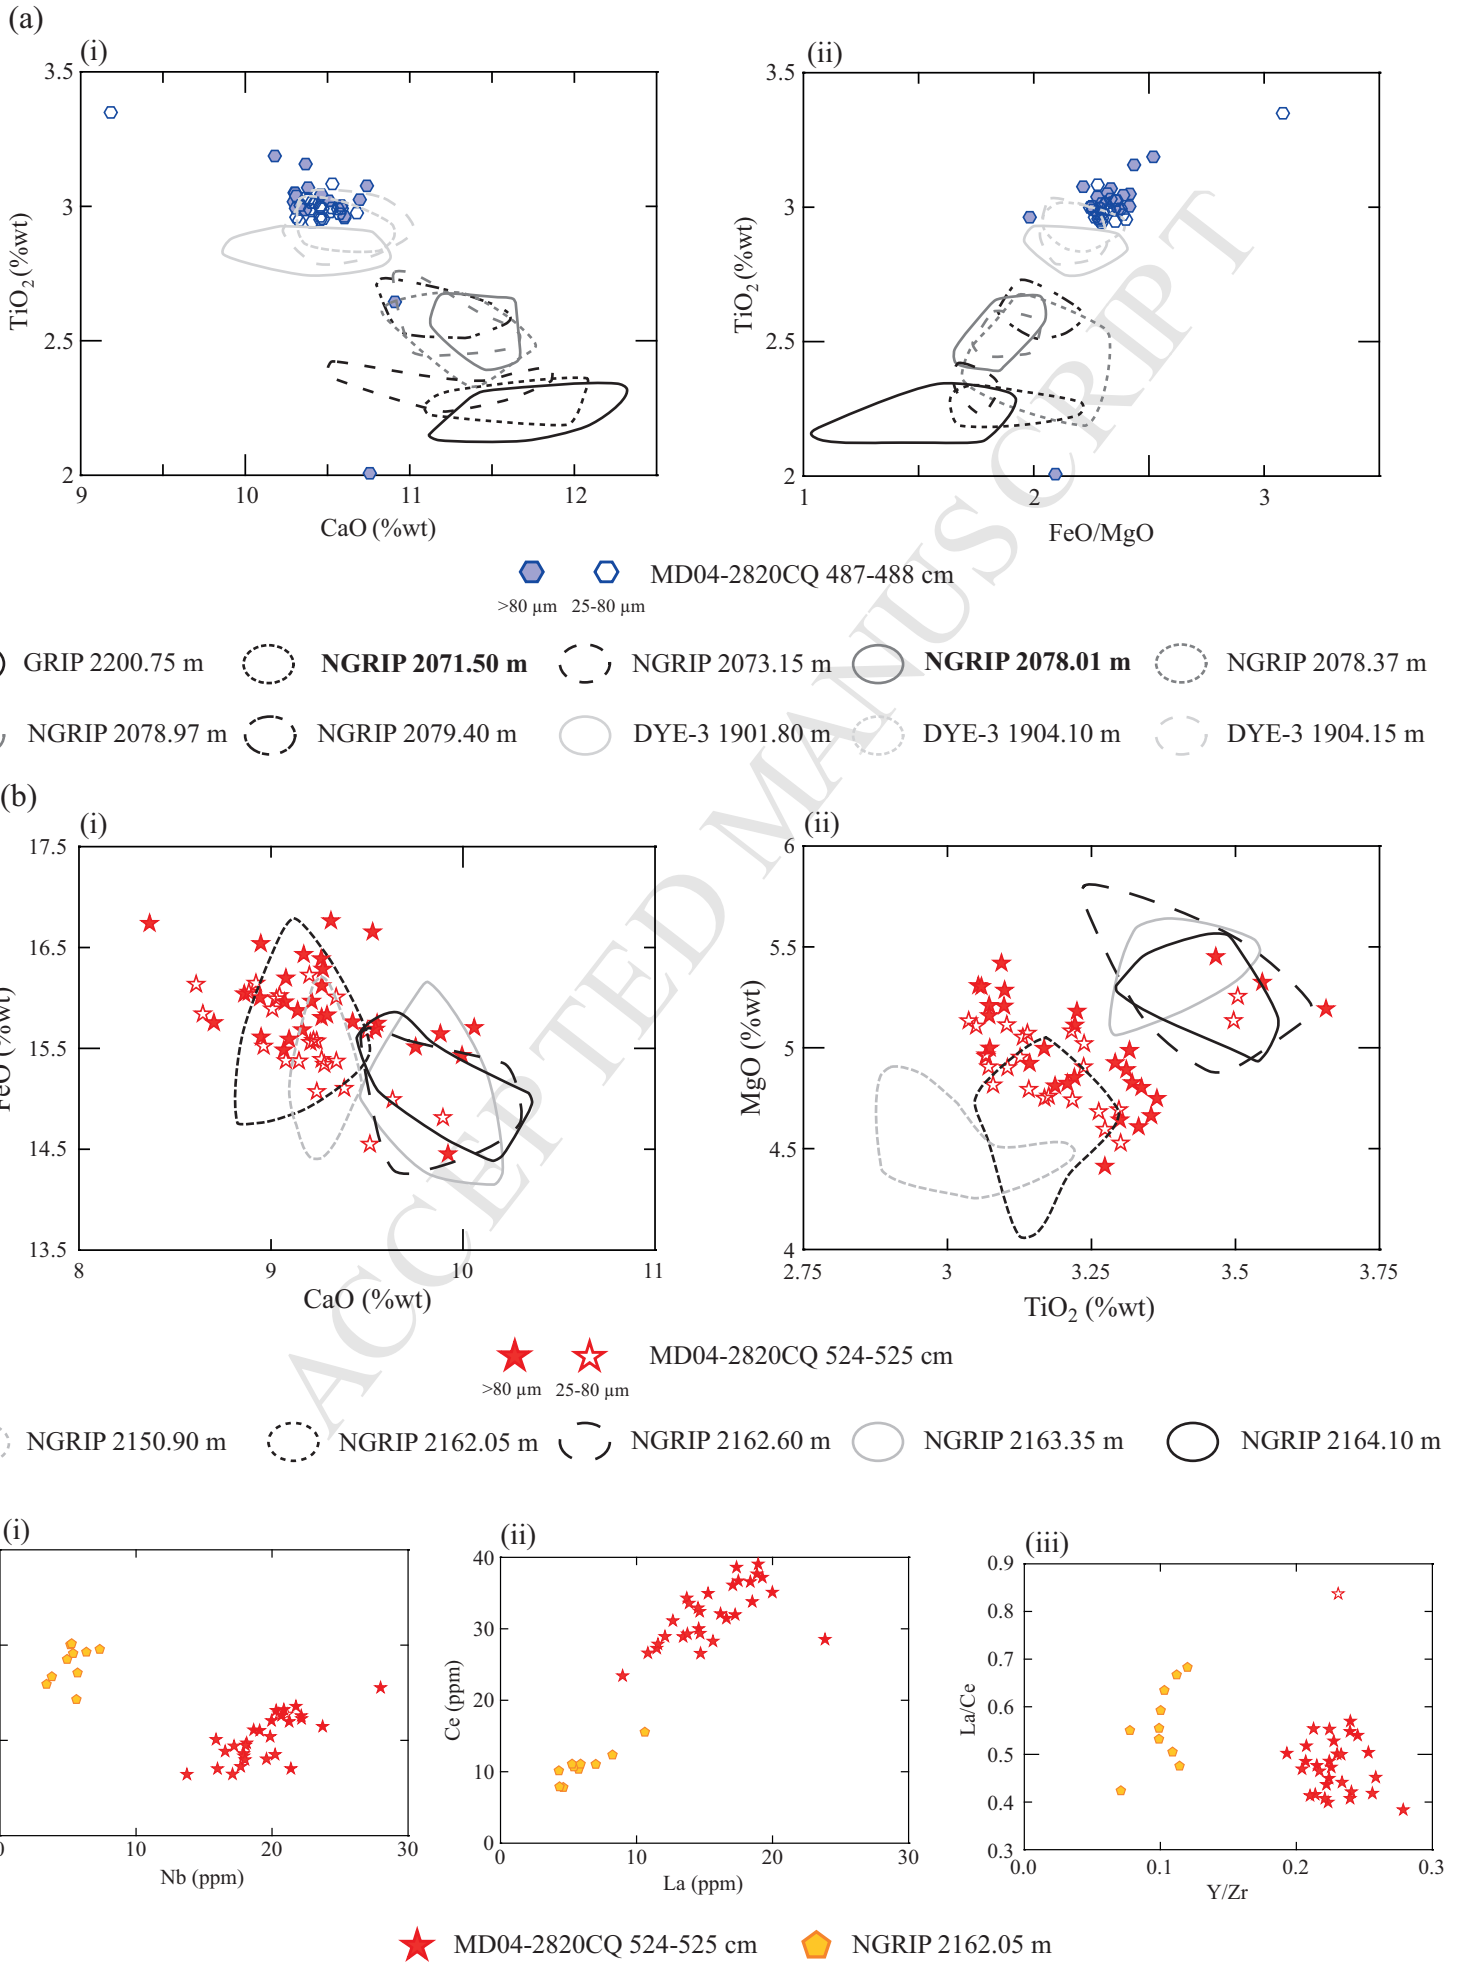 (a)
(i)
(ii)
3.5
3
2.5
2
TiO2 (%wt)
9
10
11
12
CaO (%wt)
3.5
3
2.5
2
TiO2 (%wt)
1
2
3
FeO/MgO
MD04-2820CQ 487-488 cm
>80 µm 25-80 µm
GRIP 2200.75 m
NGRIP 2071.50 m
NGRIP 2073.15 m
NGRIP 2078.01 m
NGRIP 2078.37 m
NGRIP 2078.97 m
NGRIP 2079.40 m
DYE-3 1901.80 m
DYE-3 1904.10 m
DYE-3 1904.15 m
(b)
(i)
(ii)
17.5
16.5
15.5
14.5
13.5
FeO (%wt)
8
9
10
11
CaO (%wt)
6
5.5
5
4.5
4
MgO (%wt)
2.75
3
3.25
3.5
3.75
TiO2 (%wt)
MD04-2820CQ 524-525 cm
>80 µm 25-80 µm
NGRIP 2150.90 m
NGRIP 2162.05 m
NGRIP 2162.60 m
NGRIP 2163.35 m
NGRIP 2164.10 m
(i)
(ii)
(iii)
0
10
20
30
Nb (ppm)
40
30
20
10
0
Ce (ppm)
0
10
20
30
La (ppm)
0.9
0.8
0.7
0.6
0.5
0.4
0.3
La/Ce
0.0
0.1
0.2
0.3
Y/Zr
MD04-2820CQ 524-525 cm
NGRIP 2162.05 m
ACCEPTED MANUSCRIPT